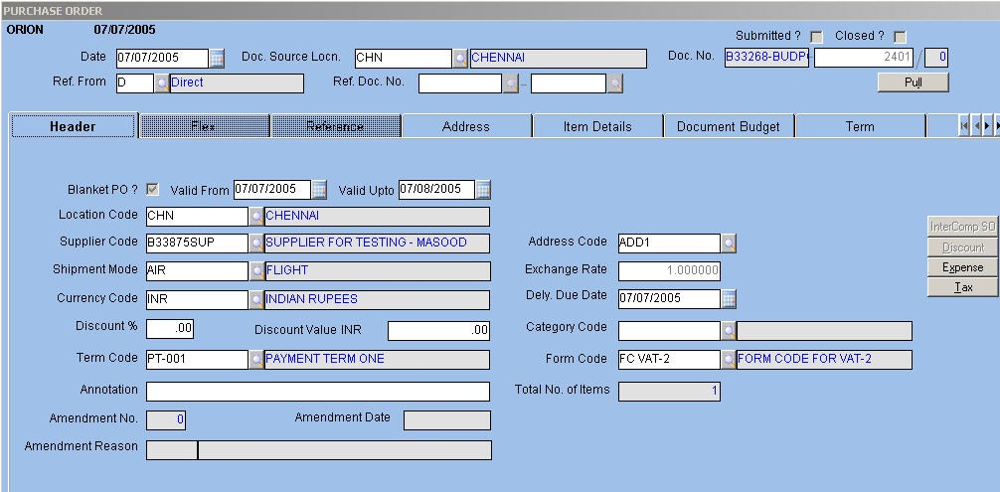 PURCHASE ORDER
ORION 07/07/2005
Submitted ? Closed ?
Date 07/07/2005 Doc. Source Locn. CHN CHENNAI Doc. No. B33268-BUDP 2401 / 0
Ref. From D Direct Ref. Doc. No. - Pull
Header Flex Reference Address Item Details Document Budget Term
Blanket PO ? Valid From 07/07/2005 Valid Upto 07/08/2005
Location Code CHN CHENNAI
InterComp SO
Supplier Code B33875SUP SUPPLIER FOR TESTING - MASOOD Address Code ADD1
Discount
Shipment Mode AIR FLIGHT Exchange Rate 1.000000 Expense
Currency Code INR INDIAN RUPEES Dely. Due Date 07/07/2005 Tax
Discount % .00 Discount Value INR .00 Category Code
Term Code PT-001 PAYMENT TERM ONE Form Code FC VAT-2 FORM CODE FOR VAT-2
Annotation Total No. of Items 1
Amendment No. 0 Amendment Date
Amendment Reason